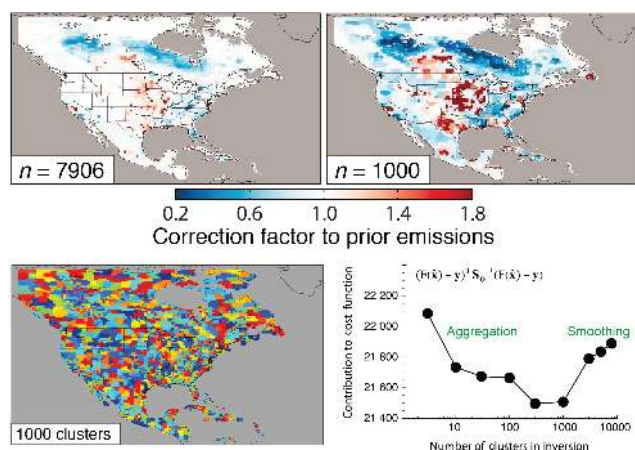 n = 7906
n = 1000
0.2 0.6 1.0 1.4 1.8
Correction factor to prior emissions
1000 clusters
(F(x̂) − y)ᵀ S₀⁻¹ (F(x̂) − y)
Contribution to cost function
22 200
22 000
21 800
21 600
21 400
Aggregation
Smoothing
10 100 1000 10000
Number of clusters in inversion